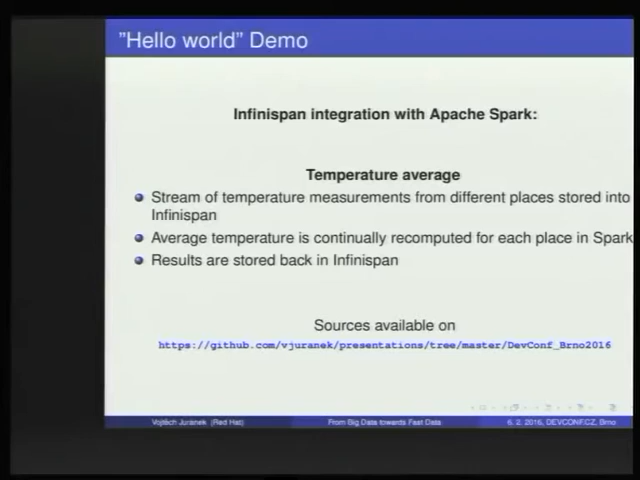 "Hello world" Demo
Infinispan integration with Apache Spark:
Temperature average
Stream of temperature measurements from different places stored into
Infinispan
Average temperature is continually recomputed for each place in Spark
Results are stored back in Infinispan
Sources available on
https://github.com/vjuranek/presentations/tree/master/DevConf_Brno2016
Vojtěch Juránek (Red Hat) From Big Data towards Fast Data 6. 2. 2016, DEVCONF.CZ, Brno